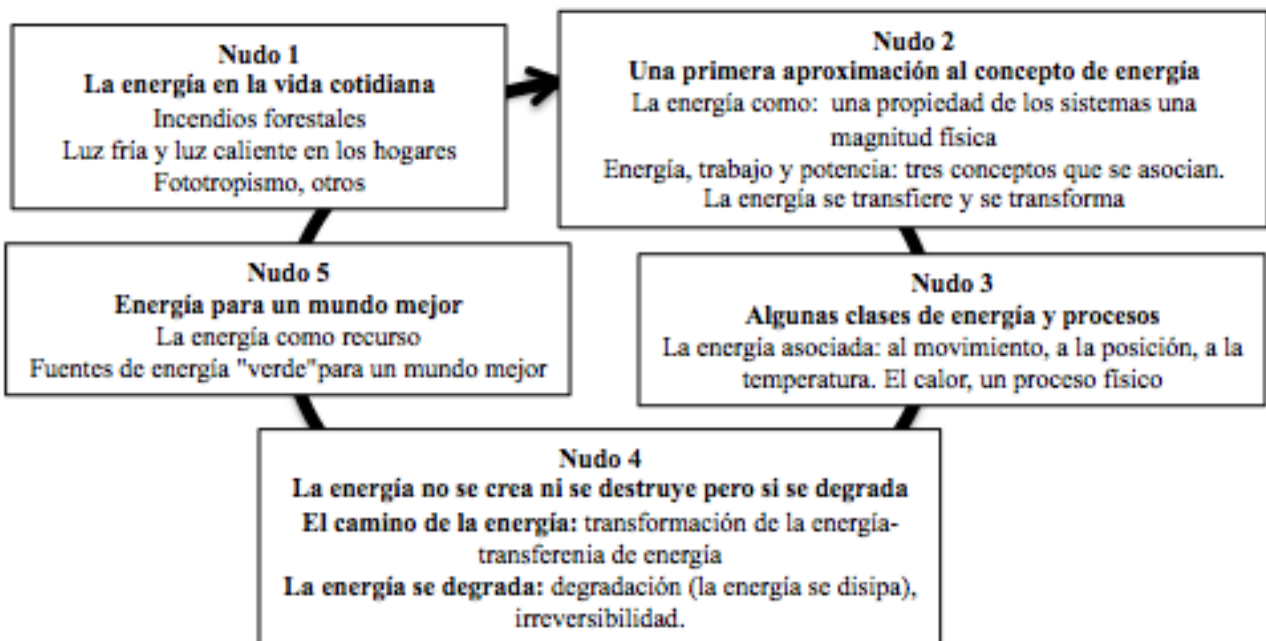 Nudo 1
La energía en la vida cotidiana
Incendios forestales
Luz fría y luz caliente en los hogares
Fototropismo, otros
Nudo 2
Una primera aproximación al concepto de energía
La energía como:  una propiedad de los sistemas una
magnitud física
Energía, trabajo y potencia: tres conceptos que se asocian.
La energía se transfiere y se transforma
Nudo 3
Algunas clases de energía y procesos
La energía asociada: al movimiento, a la posición, a la
temperatura. El calor, un proceso físico
Nudo 4
La energía no se crea ni se destruye pero si se degrada
El camino de la energía: transformación de la energía-
transferenia de energía
La energía se degrada: degradación (la energía se disipa),
irreversibilidad.
Nudo 5
Energía para un mundo mejor
La energía como recurso
Fuentes de energía "verde"para un mundo mejor